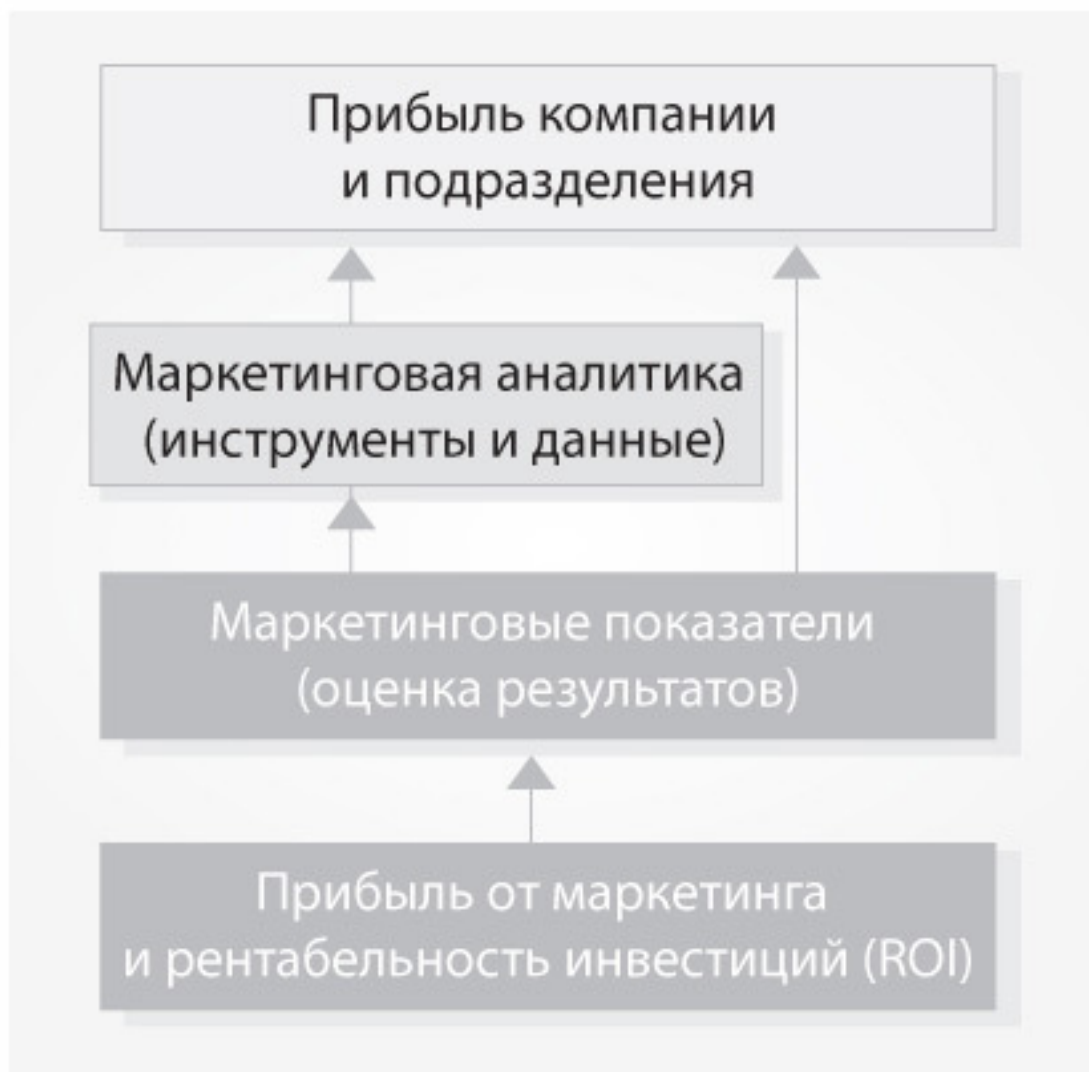 Прибыль компании
и подразделения
Маркетинговая аналитика
(инструменты и данные)
Маркетинговые показатели
(оценка результатов)
Прибыль от маркетинга
и рентабельность инвестиций (ROI)